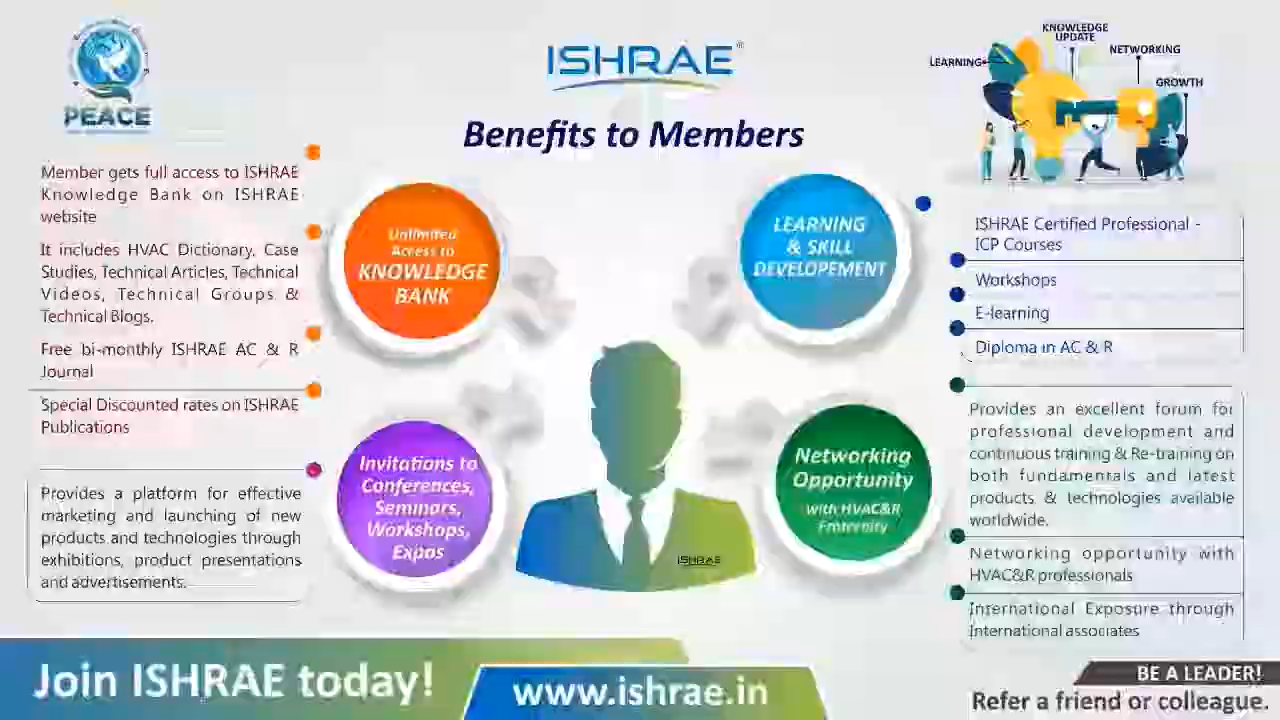 PEACE
ISHRAE®
Benefits to Members
KNOWLEDGE
UPDATE
LEARNING
NETWORKING
GROWTH
Member gets full access to ISHRAE
Knowledge Bank on ISHRAE
website
It includes HVAC Dictionary, Case
Studies, Technical Articles, Technical
Videos, Technical Groups &
Technical Blogs.
Free bi-monthly ISHRAE AC & R
Journal
Special Discounted rates on ISHRAE
Publications
Provides a platform for effective
marketing and launching of new
products and technologies through
exhibitions, product presentations
and advertisements.
Unlimited
Access to
KNOWLEDGE
BANK
Invitations to
Conferences,
Seminars,
Workshops,
Expos
LEARNING
& SKILL
DEVELOPEMENT
Networking
Opportunity
with HVAC&R
Fraternity
ISHRAE
ISHRAE Certified Professional -
ICP Courses
Workshops
E-learning
Diploma in AC & R
Provides an excellent forum for
professional development and
continuous training & Re-training on
both fundamentals and latest
products & technologies available
worldwide.
Networking opportunity with
HVAC&R professionals
International Exposure through
International associates
Join ISHRAE today!
www.ishrae.in
BE A LEADER!
Refer a friend or colleague.